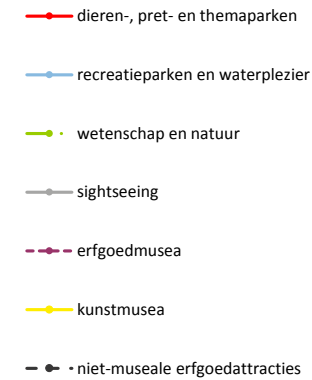 dieren-, pret- en themaparken
recreatieparken en waterplezier
wetenschap en natuur
sightseeing
erfgoedmusea
kunstmusea
niet-museale erfgoedattracties